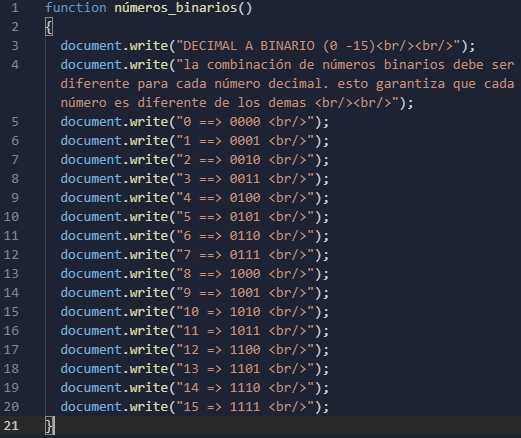 1 function números_binarios()
2 {
3 document.write("DECIMAL A BINARIO (0 -15)<br/><br/>");
4 document.write("la combinación de números binarios debe ser
diferente para cada número decimal. esto garantiza que cada
número es diferente de los demas <br/><br/>");
5 document.write("0 ==> 0000 <br/>");
6 document.write("1 ==> 0001 <br/>");
7 document.write("2 ==> 0010 <br/>");
8 document.write("3 ==> 0011 <br/>");
9 document.write("4 ==> 0100 <br/>");
10 document.write("5 ==> 0101 <br/>");
11 document.write("6 ==> 0110 <br/>");
12 document.write("7 ==> 0111 <br/>");
13 document.write("8 ==> 1000 <br/>");
14 document.write("9 ==> 1001 <br/>");
15 document.write("10 => 1010 <br/>");
16 document.write("11 => 1011 <br/>");
17 document.write("12 => 1100 <br/>");
18 document.write("13 => 1101 <br/>");
19 document.write("14 => 1110 <br/>");
20 document.write("15 => 1111 <br/>");
21 }